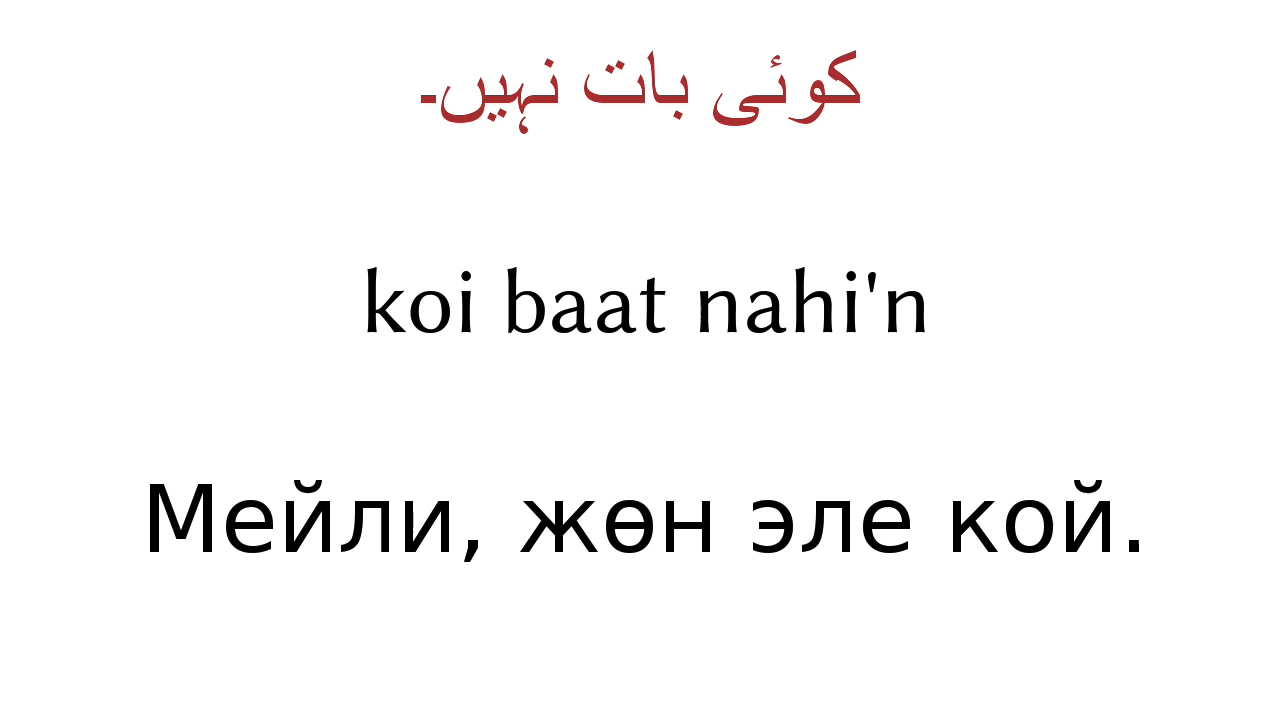 کوئی بات نہیں۔
koi baat nahi'n
Мейли, жөн эле кой.